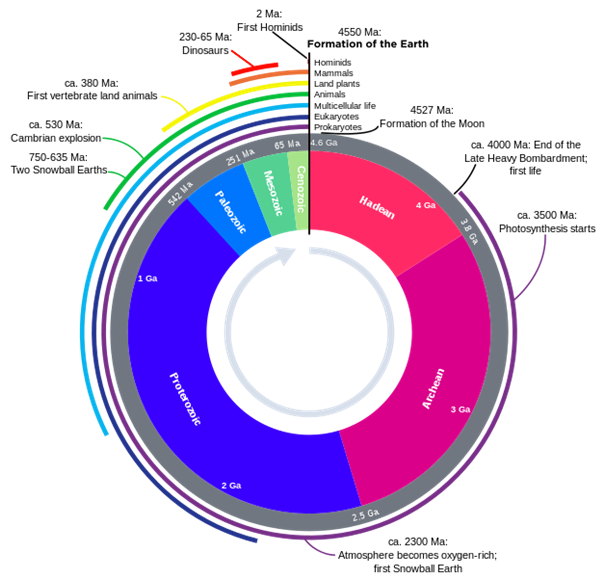 2 Ma:
First Hominids
4550 Ma:
Formation of the Earth
230-65 Ma:
Dinosaurs
Hominids
Mammals
Land plants
Animals
Multicellular life
Eukaryotes
Prokaryotes
ca. 380 Ma:
First vertebrate land animals
ca. 530 Ma:
Cambrian explosion
750-635 Ma:
Two Snowball Earths
4527 Ma:
Formation of the Moon
ca. 4000 Ma: End of the
Late Heavy Bombardment;
first life
ca. 3500 Ma:
Photosynthesis starts
4.6 Ga
65 Ma
251 Ma
542 Ma
Cenozoic
Mesozoic
Paleozoic
Hadean
4 Ga
3.8 Ga
1 Ga
Proterozoic
Archean
3 Ga
2 Ga
2.5 Ga
ca. 2300 Ma:
Atmosphere becomes oxygen-rich;
first Snowball Earth